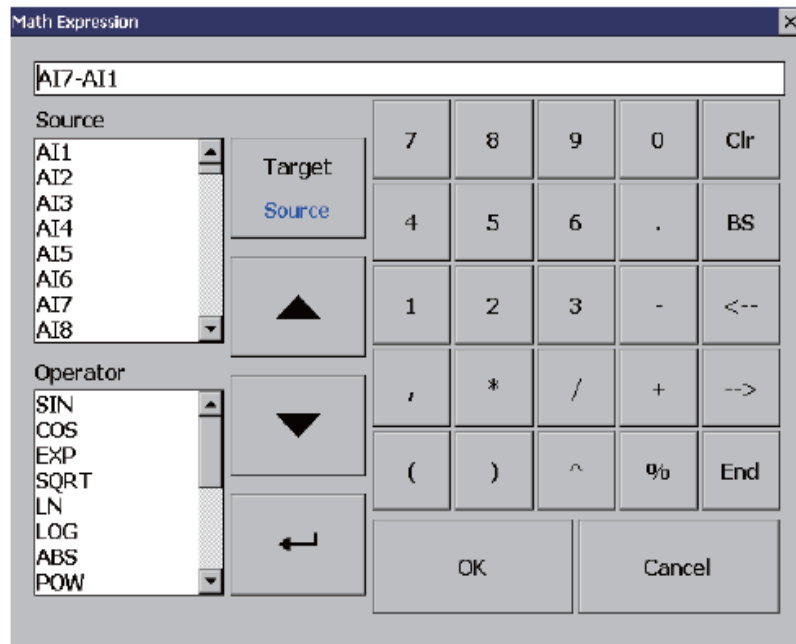 Math Expression
AI7-AI1
Source
AI1
AI2
AI3
AI4
AI5
AI6
AI7
AI8
Operator
SIN
COS
EXP
SQRT
LN
LOG
ABS
POW
Target
Source
7 8 9 0 Clr
4 5 6 . BS
1 2 3 - <--
, * / + -->
( ) ^ % End
OK Cancel